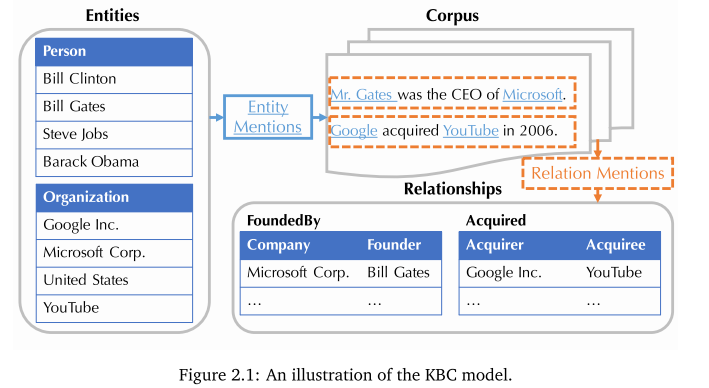 Entities
Person
Bill Clinton
Bill Gates
Steve Jobs
Barack Obama
Organization
Google Inc.
Microsoft Corp.
United States
YouTube
Entity
Mentions
Corpus
Mr. Gates was the CEO of Microsoft.
Google acquired YouTube in 2006.
Relation Mentions
Relationships
FoundedBy
Company Founder
Microsoft Corp. Bill Gates
... ...
Acquired
Acquirer Acquiree
Google Inc. YouTube
... ...
Figure 2.1: An illustration of the KBC model.